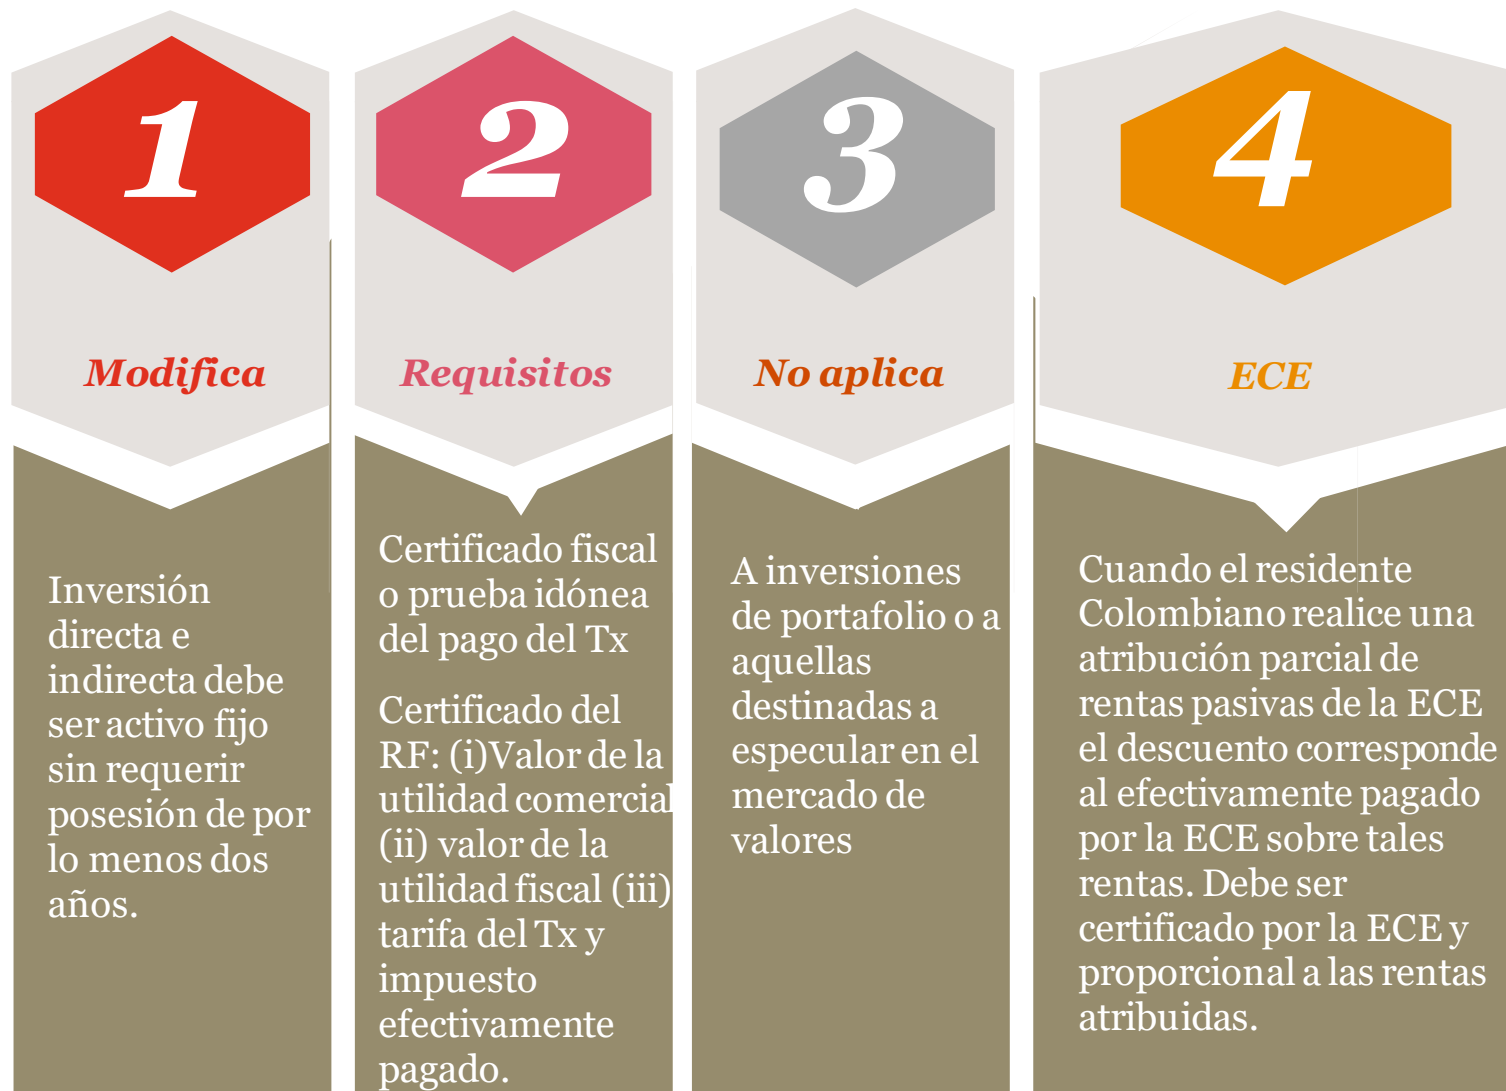 1
Modifica
Inversión
directa e
indirecta debe
ser activo fijo
sin requerir
posesión de por
lo menos dos
años.
2
Requisitos
Certificado fiscal
o prueba idónea
del pago del Tx
Certificado del
RF: (i)Valor de la
utilidad comercial
(ii) valor de la
utilidad fiscal (iii)
tarifa del Tx y
impuesto
efectivamente
pagado.
3
No aplica
A inversiones
de portafolio o a
aquellas
destinadas a
especular en el
mercado de
valores
4
ECE
Cuando el residente
Colombiano realice una
atribución parcial de
rentas pasivas de la ECE
el descuento corresponde
al efectivamente pagado
por la ECE sobre tales
rentas. Debe ser
certificado por la ECE y
proporcional a las rentas
atribuidas.